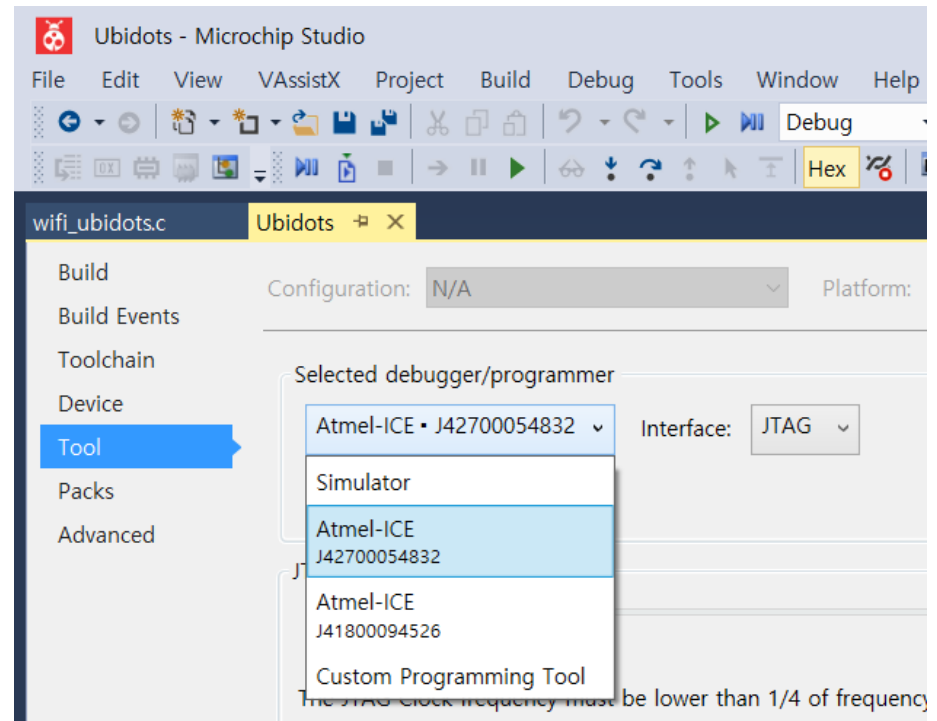 Ubidots - Microchip Studio
File Edit View VAssistX Project Build Debug Tools Window Help
Debug
Hex
wifi_ubidots.c Ubidots
Build
Configuration: N/A Platform:
Build Events
Toolchain
Selected debugger/programmer
Device
Atmel-ICE ▪ J42700054832 Interface: JTAG
Tool
Simulator
Packs
Atmel-ICE
Advanced
J42700054832
Atmel-ICE
J41800094526
Custom Programming Tool
The JTAG Clock frequency must be lower than 1/4 of frequency